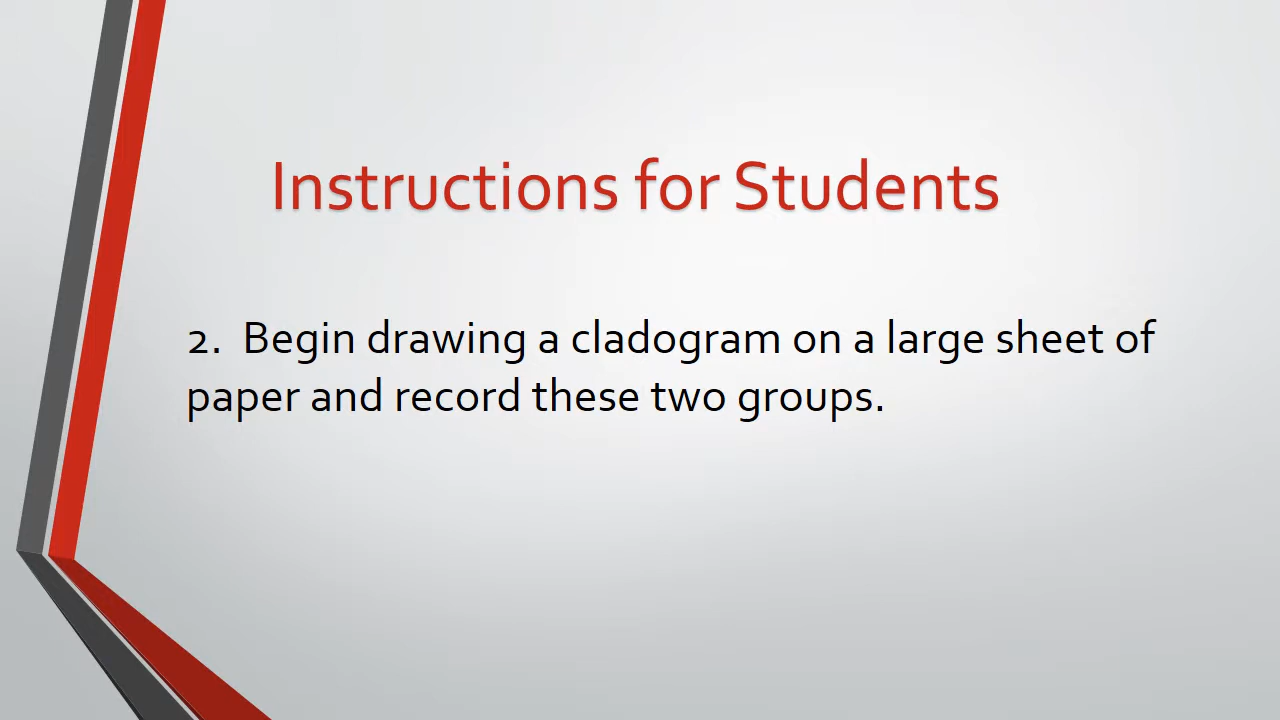 Instructions for Students
2. Begin drawing a cladogram on a large sheet of
paper and record these two groups.